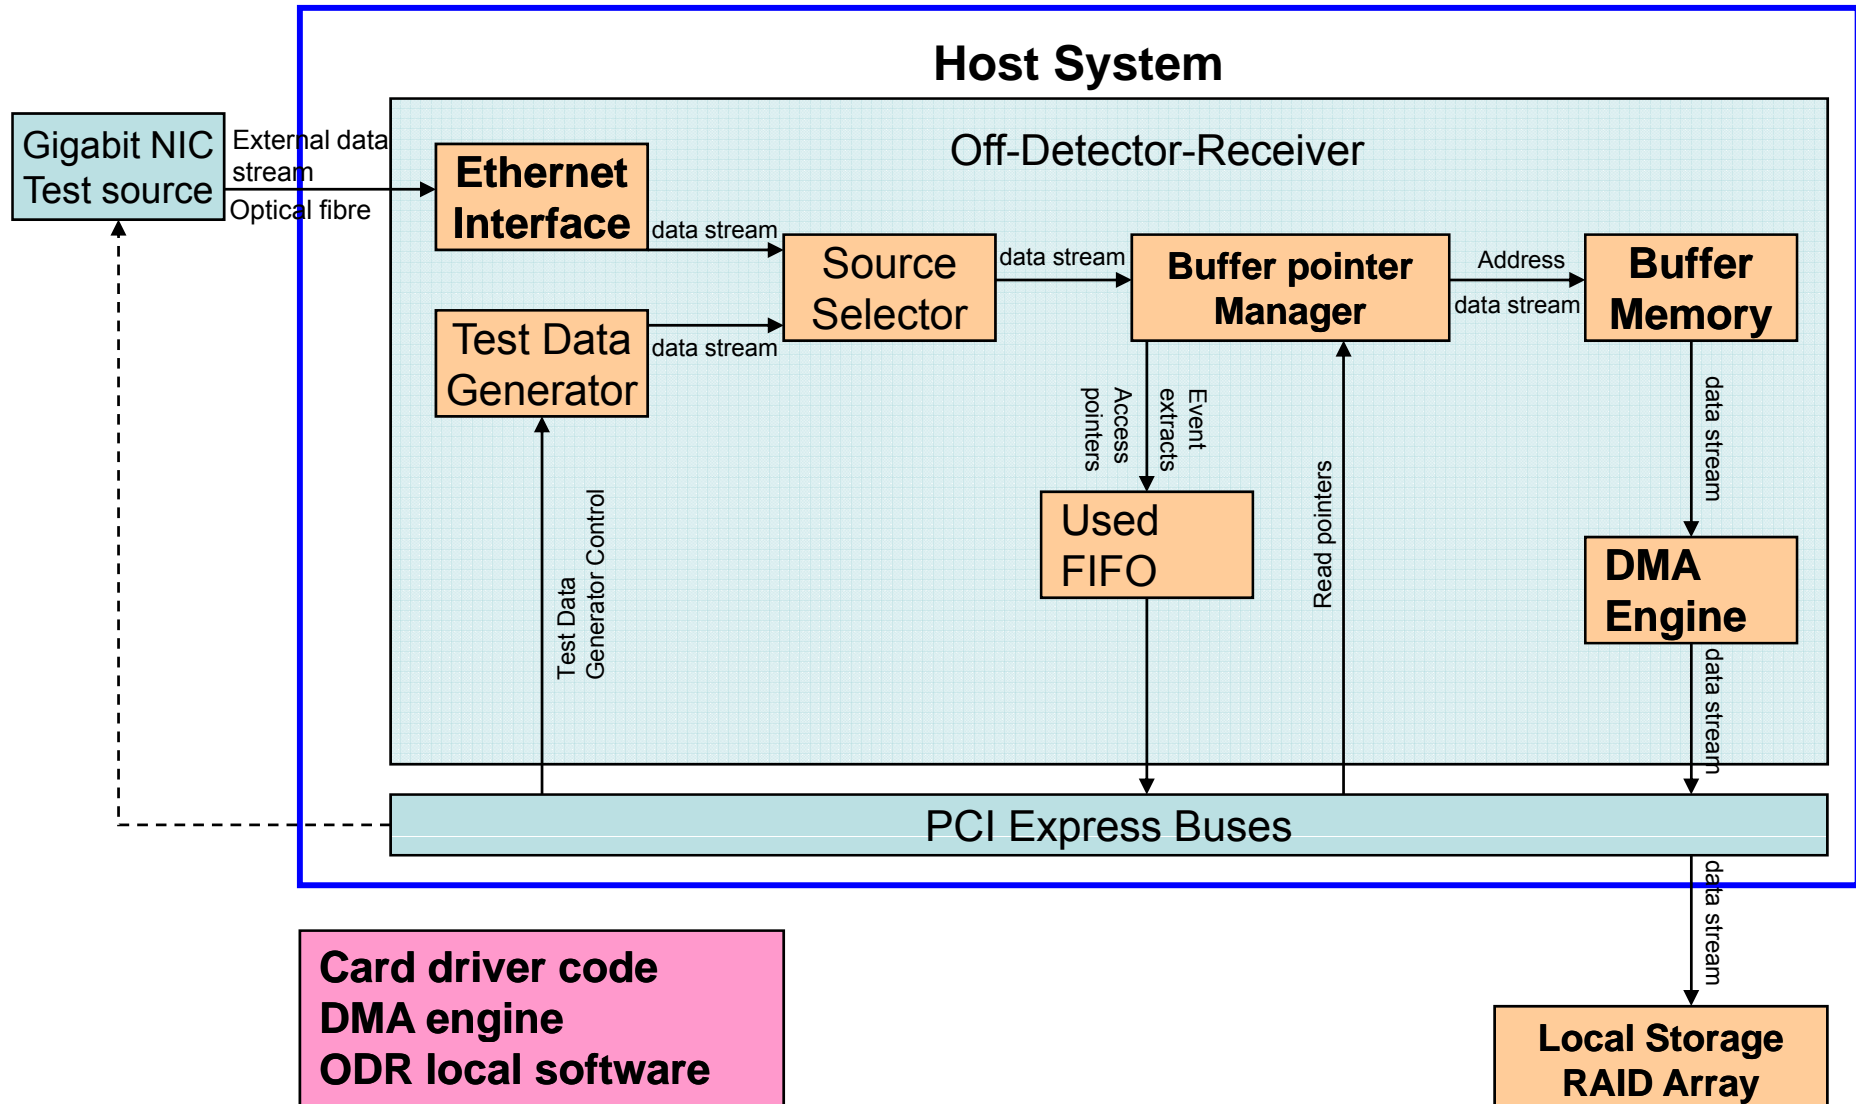 Host System
Off-Detector-Receiver
Gigabit NIC
Test source
External data
stream
Optical fibre
Ethernet
Interface
data stream
Source
Selector
data stream
Buffer pointer
Manager
Address
data stream
Buffer
Memory
Test Data
Generator
data stream
Access
pointers
Event
extracts
data stream
Used
FIFO
Read pointers
Test Data
Generator Control
DMA
Engine
data stream
PCI Express Buses
data stream
Card driver code
DMA engine
ODR local software
Local Storage
RAID Array